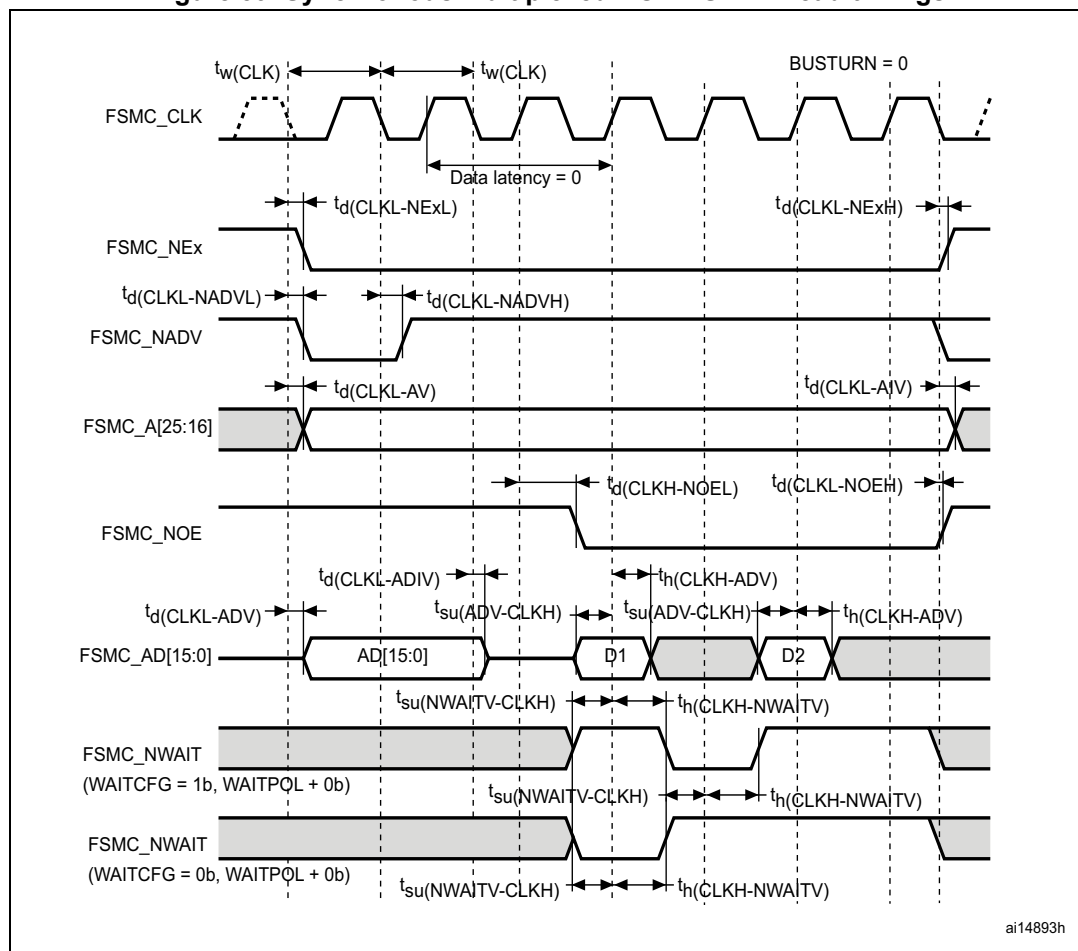 tw(CLK) tw(CLK) BUSTURN = 0
FSMC_CLK
Data latency = 0
td(CLKL-NExL) td(CLKL-NExH)
FSMC_NEx
td(CLKL-NADVL) td(CLKL-NADVH)
FSMC_NADV
td(CLKL-AV) td(CLKL-AIV)
FSMC_A[25:16]
td(CLKH-NOEL) td(CLKL-NOEH)
FSMC_NOE
td(CLKL-ADIV) th(CLKH-ADV)
td(CLKL-ADV) tsu(ADV-CLKH) tsu(ADV-CLKH) th(CLKH-ADV)
FSMC_AD[15:0] AD[15:0] D1 D2
tsu(NWAITV-CLKH) th(CLKH-NWAITV)
FSMC_NWAIT
(WAITCFG = 1b, WAITPOL + 0b)
tsu(NWAITV-CLKH) th(CLKH-NWAITV)
FSMC_NWAIT
(WAITCFG = 0b, WAITPOL + 0b)
tsu(NWAITV-CLKH) th(CLKH-NWAITV)
ai14893h